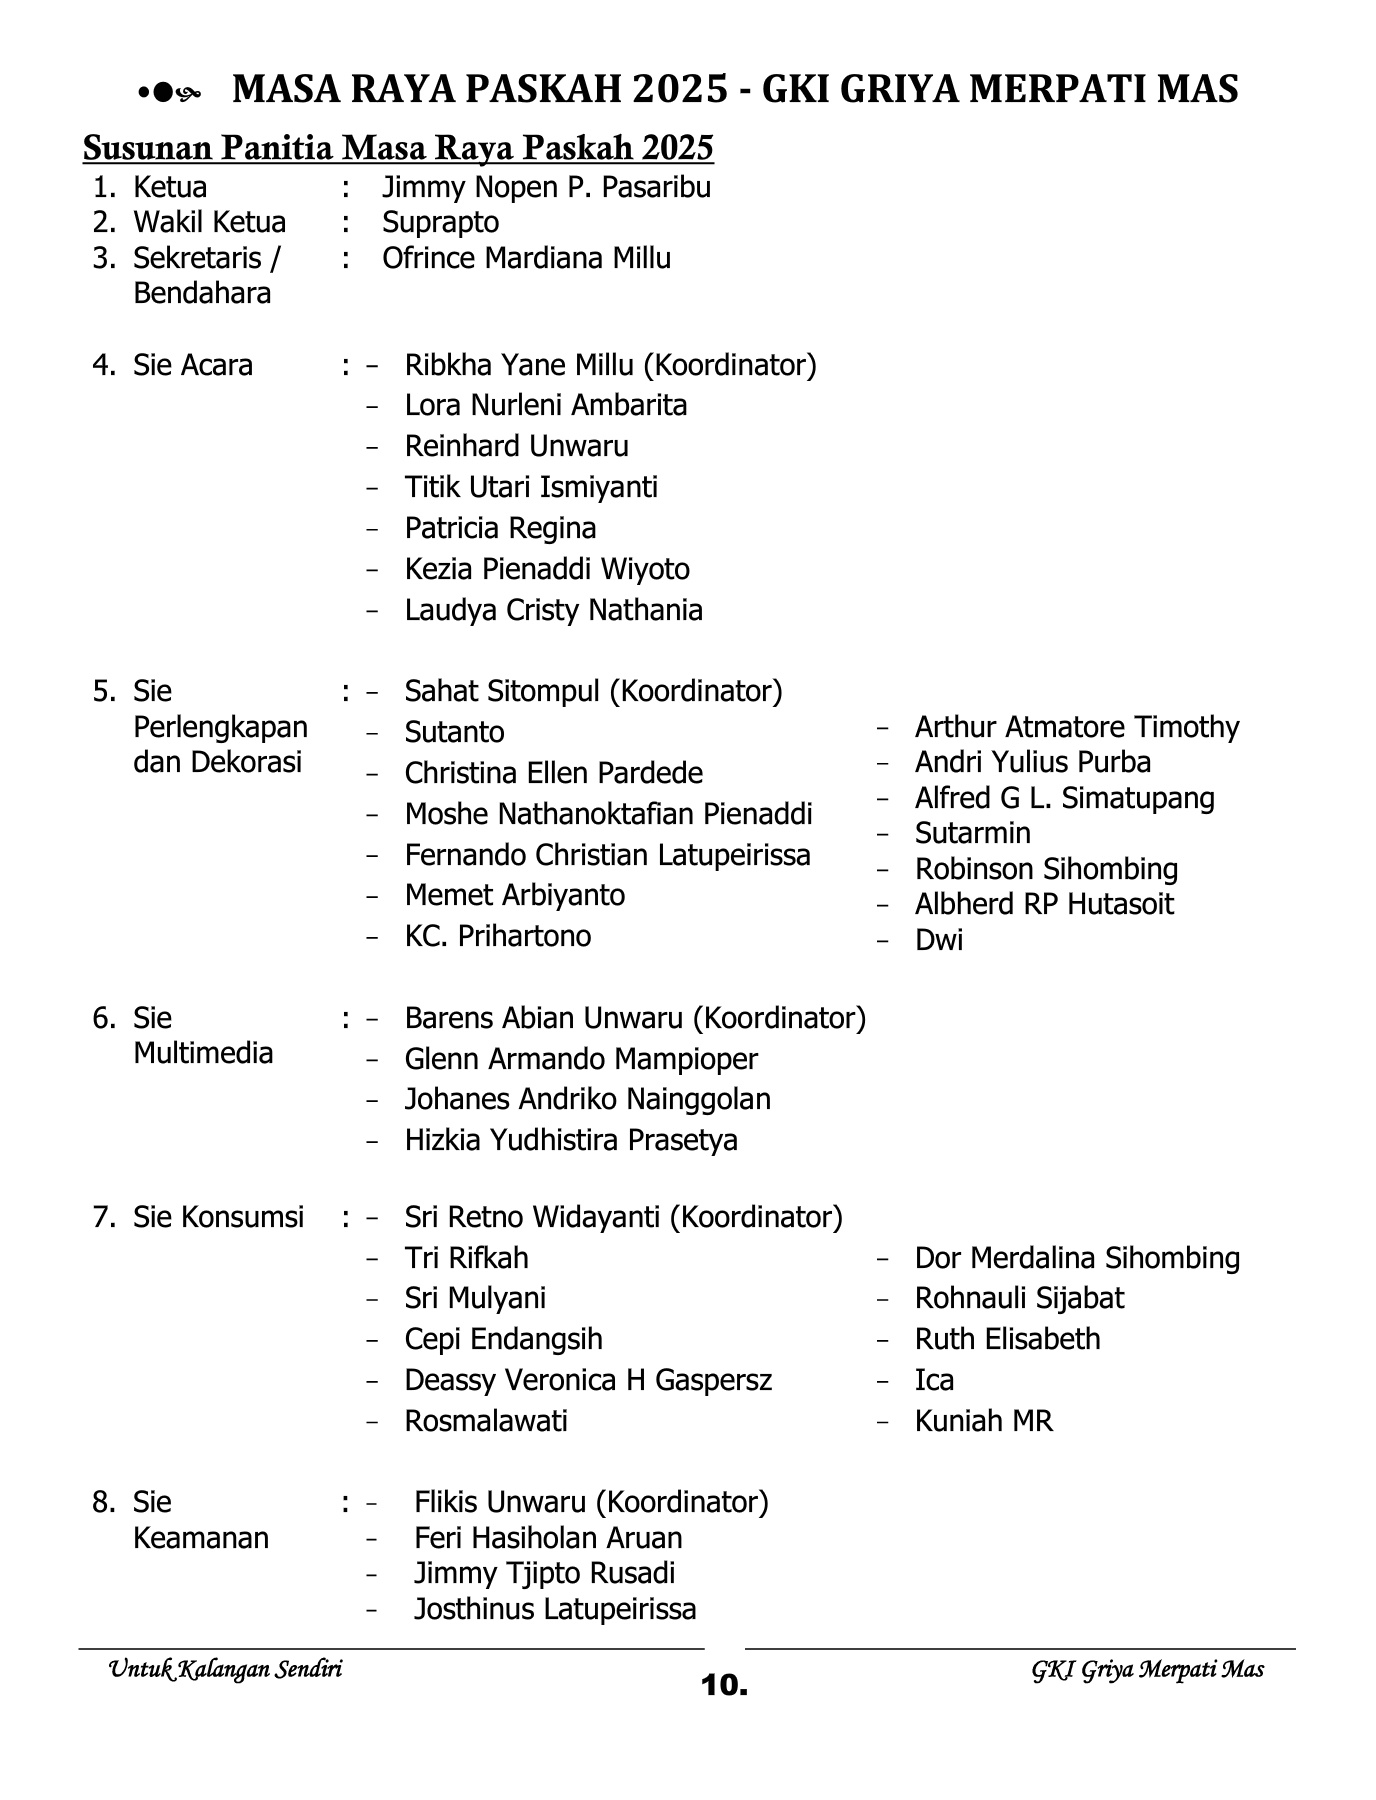 MASA RAYA PASKAH 2025 - GKI GRIYA MERPATI MAS
Susunan Panitia Masa Raya Paskah 2025
1. Ketua : Jimmy Nopen P. Pasaribu
2. Wakil Ketua : Suprapto
3. Sekretaris / : Ofrince Mardiana Millu
Bendahara
4. Sie Acara : – Ribkha Yane Millu (Koordinator)
– Lora Nurleni Ambarita
– Reinhard Unwaru
– Titik Utari Ismiyanti
– Patricia Regina
– Kezia Pienaddi Wiyoto
– Laudya Cristy Nathania
5. Sie Perlengkapan dan Dekorasi : – Sahat Sitompul (Koordinator)
– Sutanto
– Christina Ellen Pardede
– Moshe Nathanoktafian Pienaddi
– Fernando Christian Latupeirissa
– Memet Arbiyanto
– KC. Prihartono
– Arthur Atmatore Timothy
– Andri Yulius Purba
– Alfred G L. Simatupang
– Sutarmin
– Robinson Sihombing
– Albherd RP Hutasoit
– Dwi
6. Sie Multimedia : – Barens Abian Unwaru (Koordinator)
– Glenn Armando Mampioper
– Johanes Andriko Nainggolan
– Hizkia Yudhistira Prasetya
7. Sie Konsumsi : – Sri Retno Widayanti (Koordinator)
– Tri Rifkah
– Sri Mulyani
– Cepi Endangsih
– Deassy Veronica H Gaspersz
– Rosmalawati
– Dor Merdalina Sihombing
– Rohnauli Sijabat
– Ruth Elisabeth
– Ica
– Kuniah MR
8. Sie Keamanan : – Flikis Unwaru (Koordinator)
– Feri Hasiholan Aruan
– Jimmy Tjipto Rusadi
– Josthinus Latupeirissa
Untuk Kalangan Sendiri
10.
GKI Griya Merpati Mas